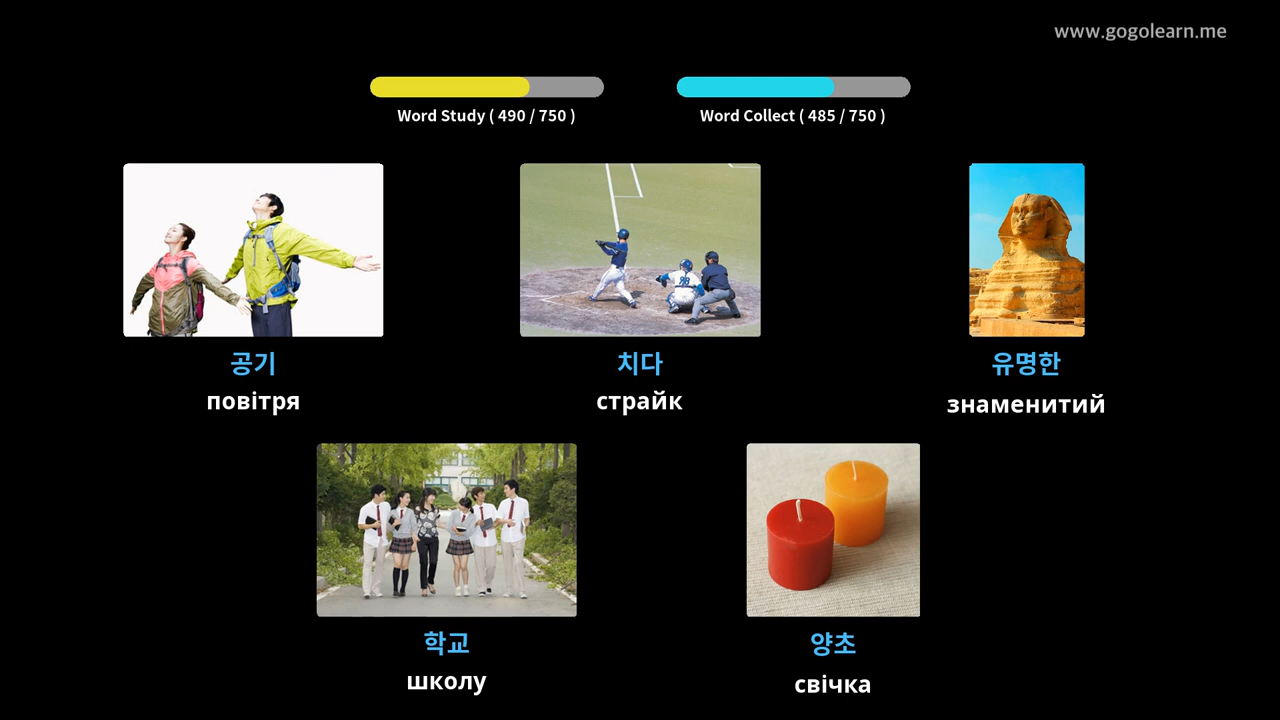 www.gogolearn.me
Word Study ( 490 / 750 )
Word Collect ( 485 / 750 )
공기
повітря
치다
страйк
유명한
знаменитий
학교
школу
양초
свічка